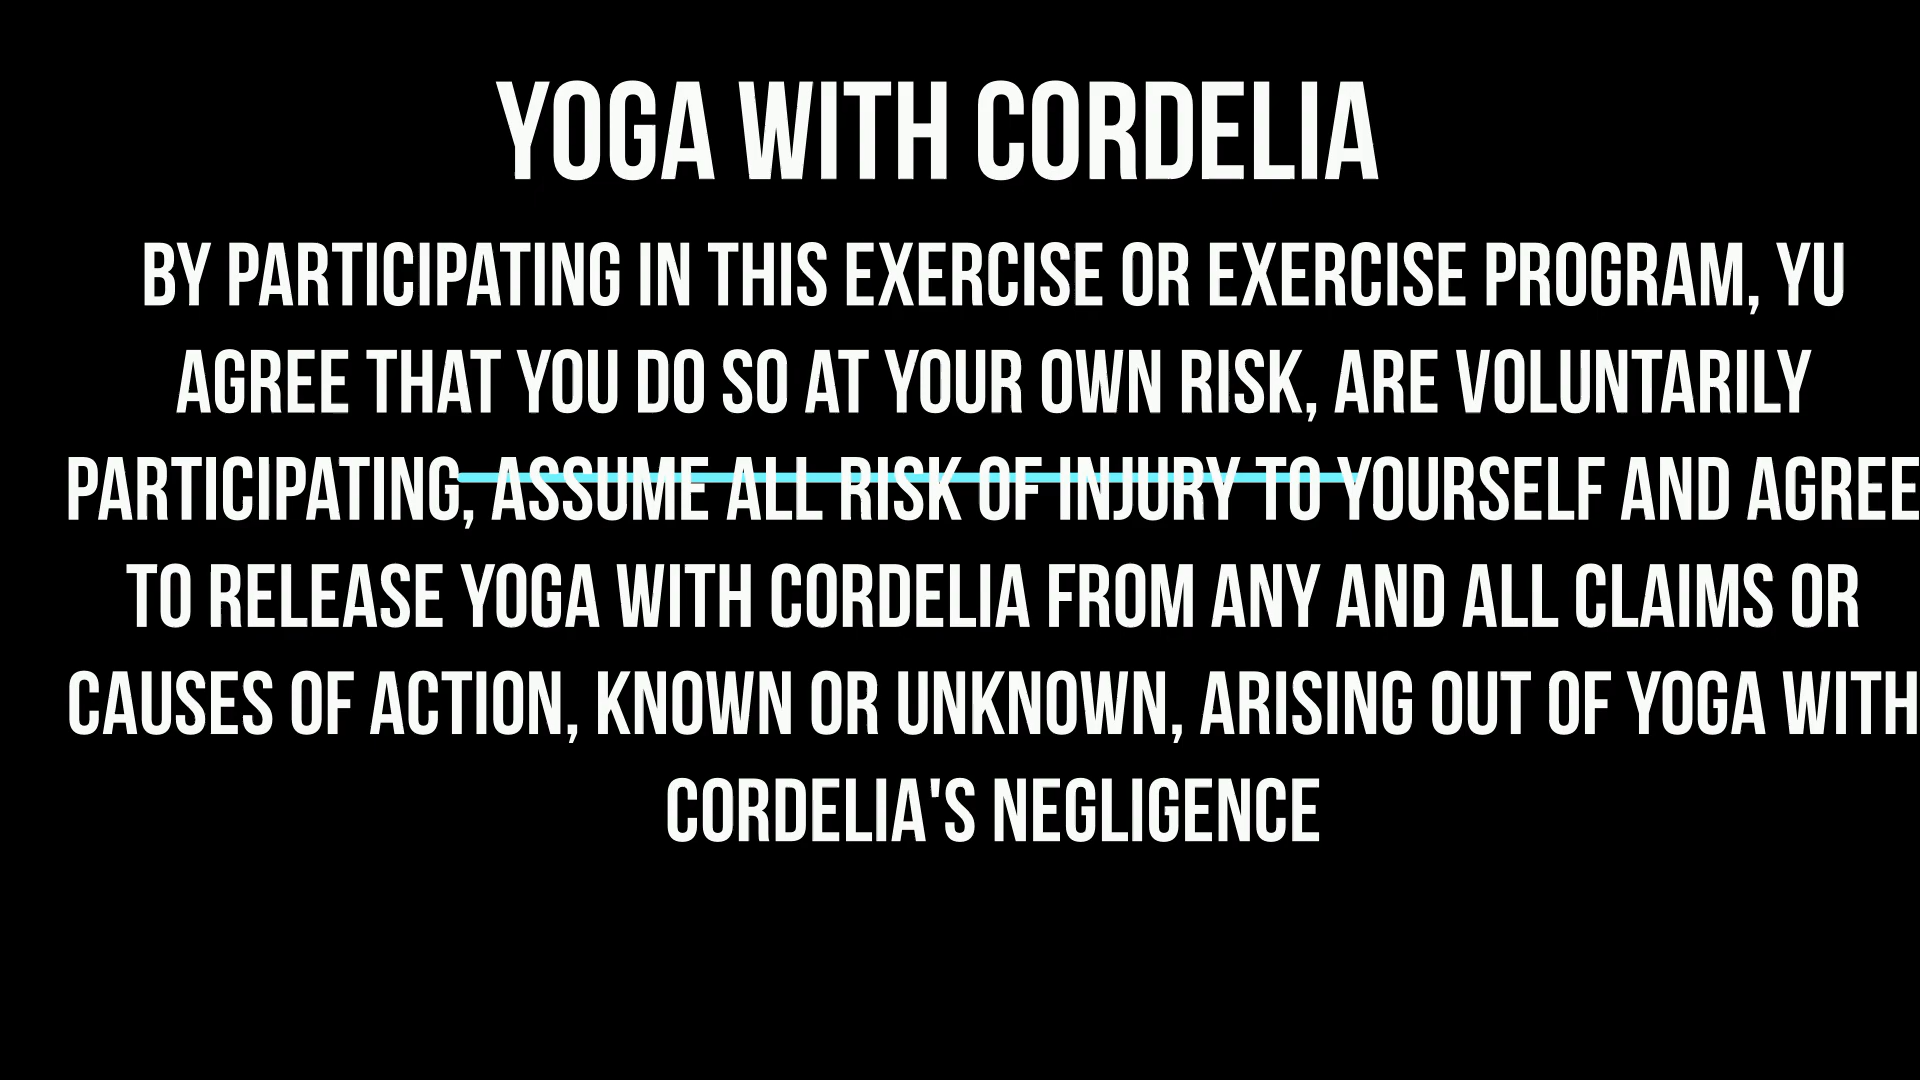 YOGA WITH CORDELIA
BY PARTICIPATING IN THIS EXERCISE OR EXERCISE PROGRAM, YU
AGREE THAT YOU DO SO AT YOUR OWN RISK, ARE VOLUNTARILY
PARTICIPATING, ASSUME ALL RISK OF INJURY TO YOURSELF AND AGREE
TO RELEASE YOGA WITH CORDELIA FROM ANY AND ALL CLAIMS OR
CAUSES OF ACTION, KNOWN OR UNKNOWN, ARISING OUT OF YOGA WITH
CORDELIA'S NEGLIGENCE